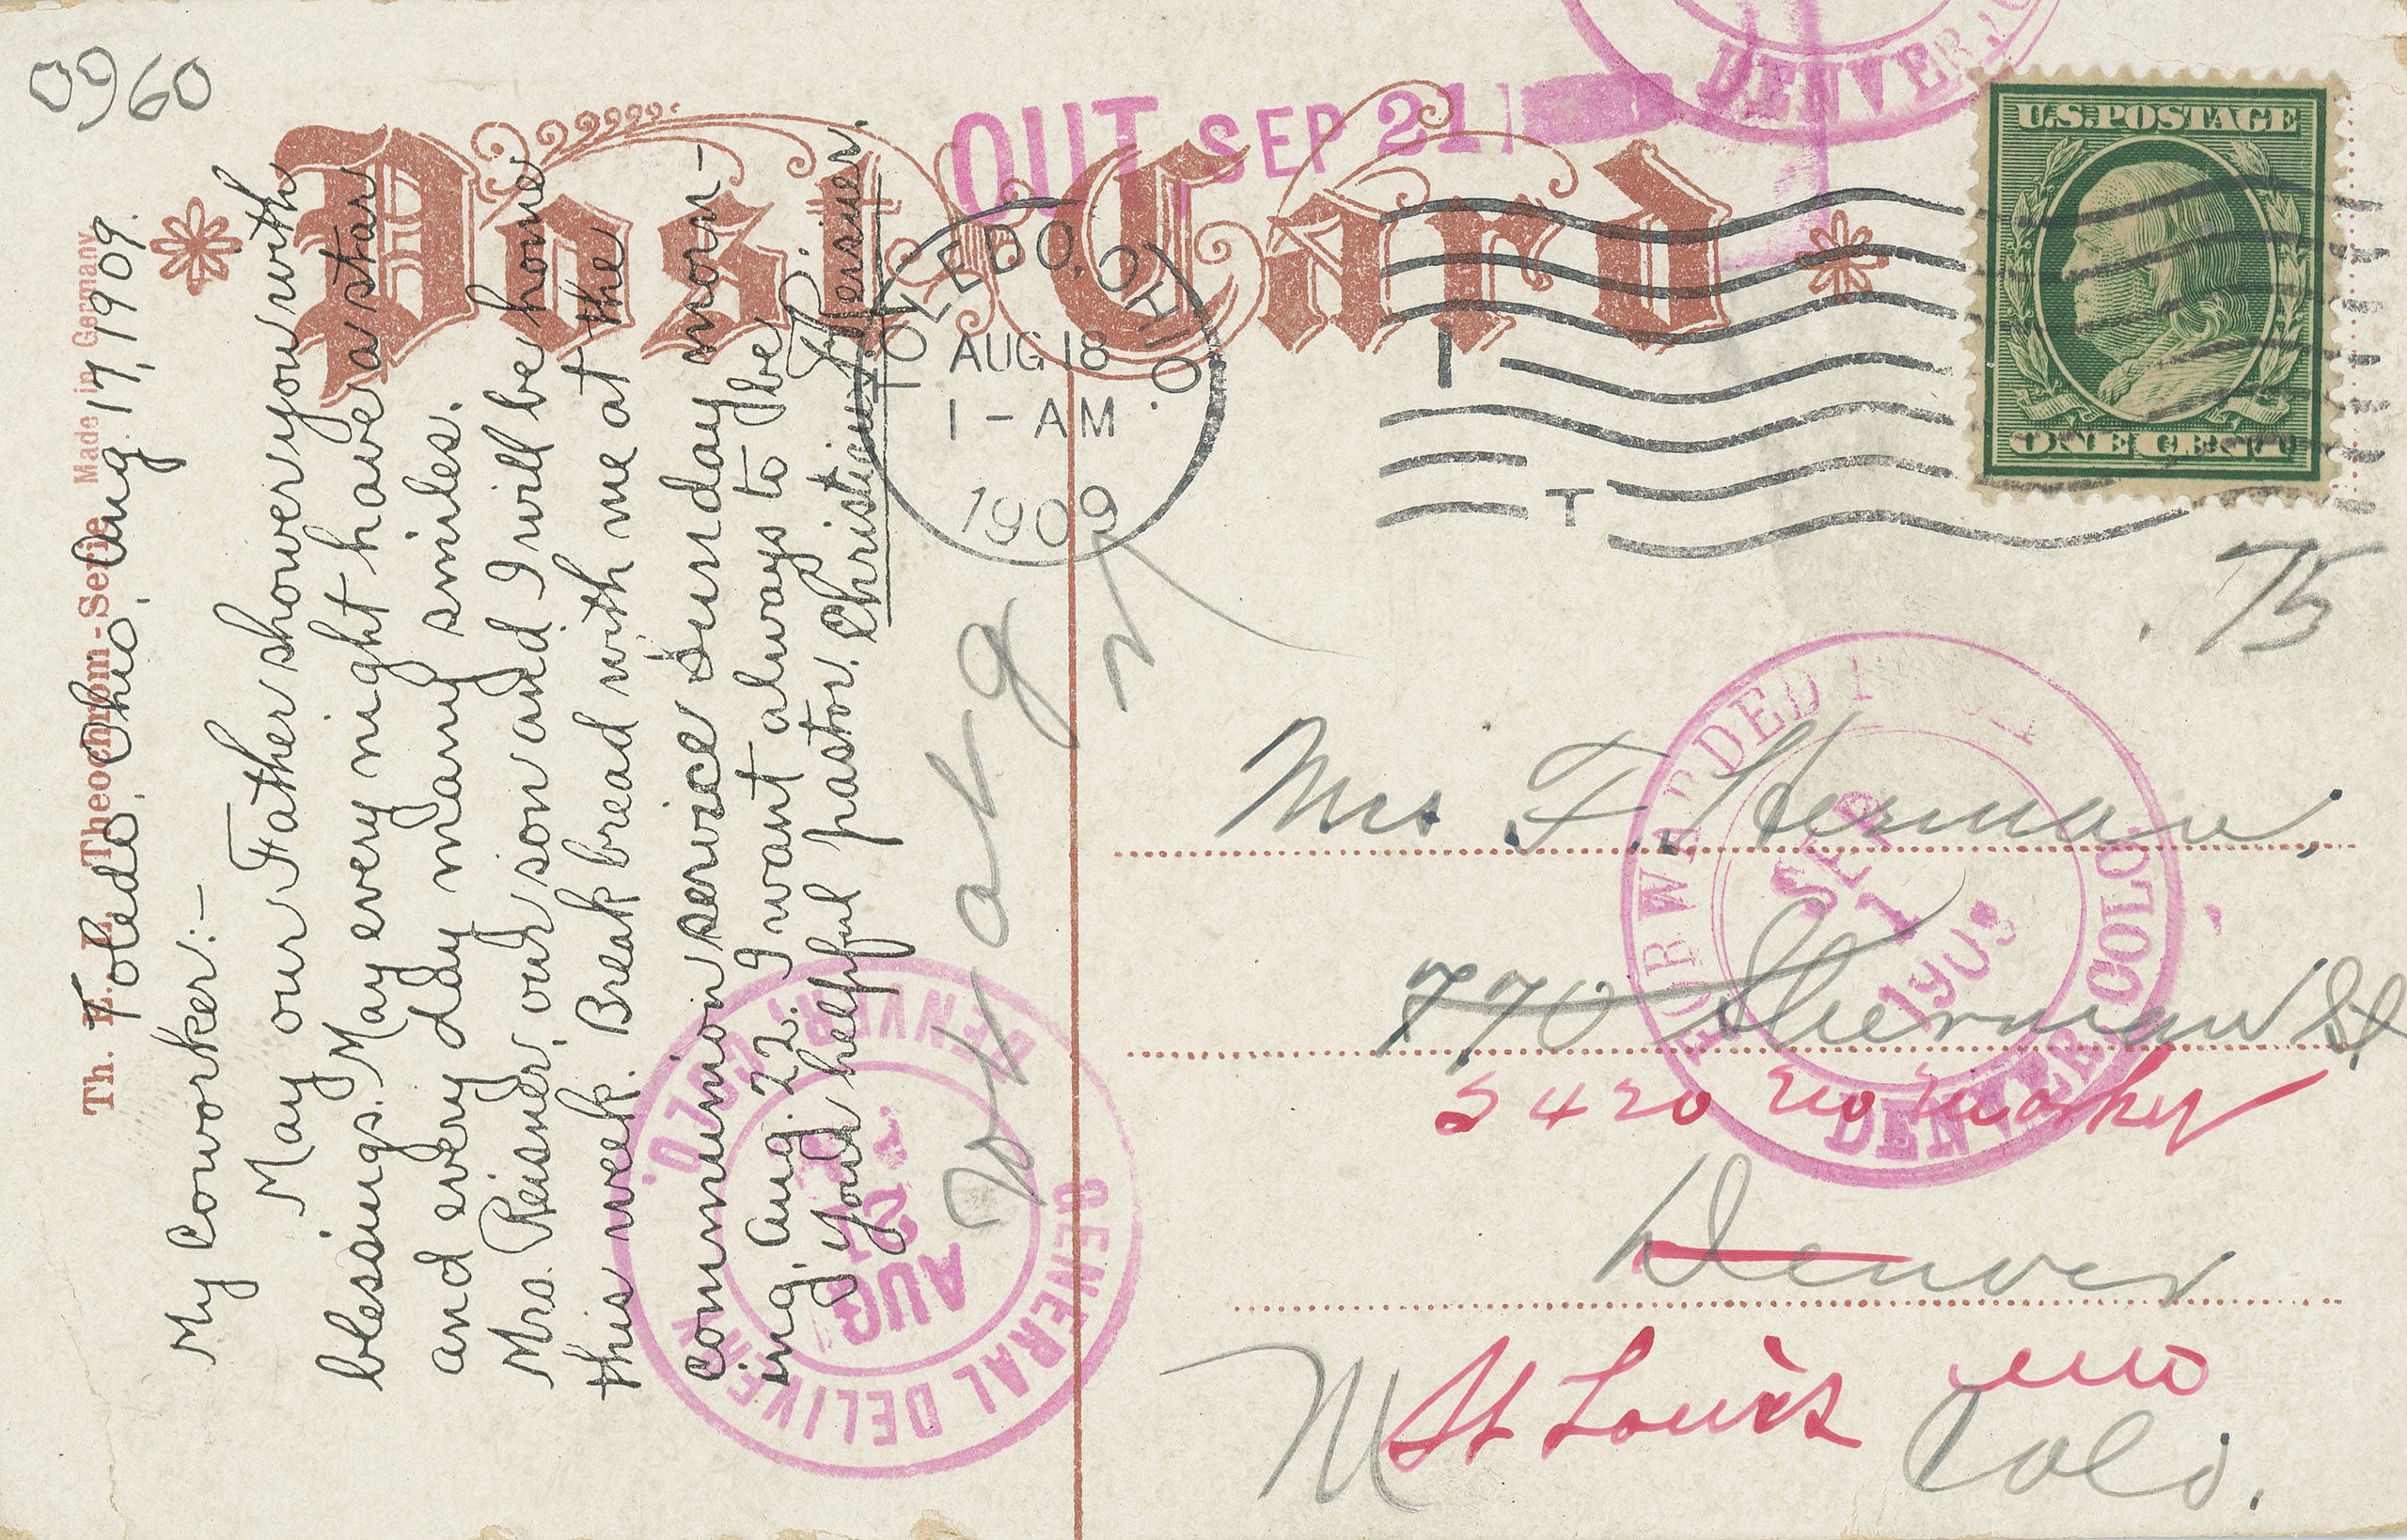 0960
Post Card
Th. E. L. Theochrom-Serie Made in Germany
Toledo, Ohio, Aug. 17, 1909.
My Coworker:-
May our Father shower you with
blessings. May every night have a star
and every day many smiles.
Mrs. Reisner, our son and I will be home
this week. Break bread with me at the
communion service Sunday morn-
ing, Aug. 22. I want always to be
your helpful pastor. Christian F. Reisner.
OUT SEP 21
DENVER,
TOLEDO, OHIO.
AUG 18
1-AM
1909
I
T
U.S. POSTAGE
ONE CENT
.75
Mrs F. Herman,
770 Sherman St.
2420
Denver
St Louis Mo
Colo.
FORWARDED
SEP
1
1909
DENVER COLO.
GENERAL DELIVERY
DENVER, COLO.
AUG
21